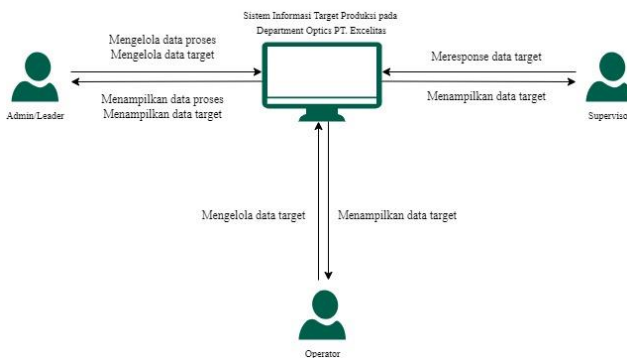 Sistem Informasi Target Produksi pada
Department Optics PT. Excelitas
Mengelola data proses
Mengelola data target
Meresponse data target
Menampilkan data proses
Menampilkan data target
Menampilkan data target
Admin/Leader
Supervisor
Mengelola data target
Menampilkan data target
Operator